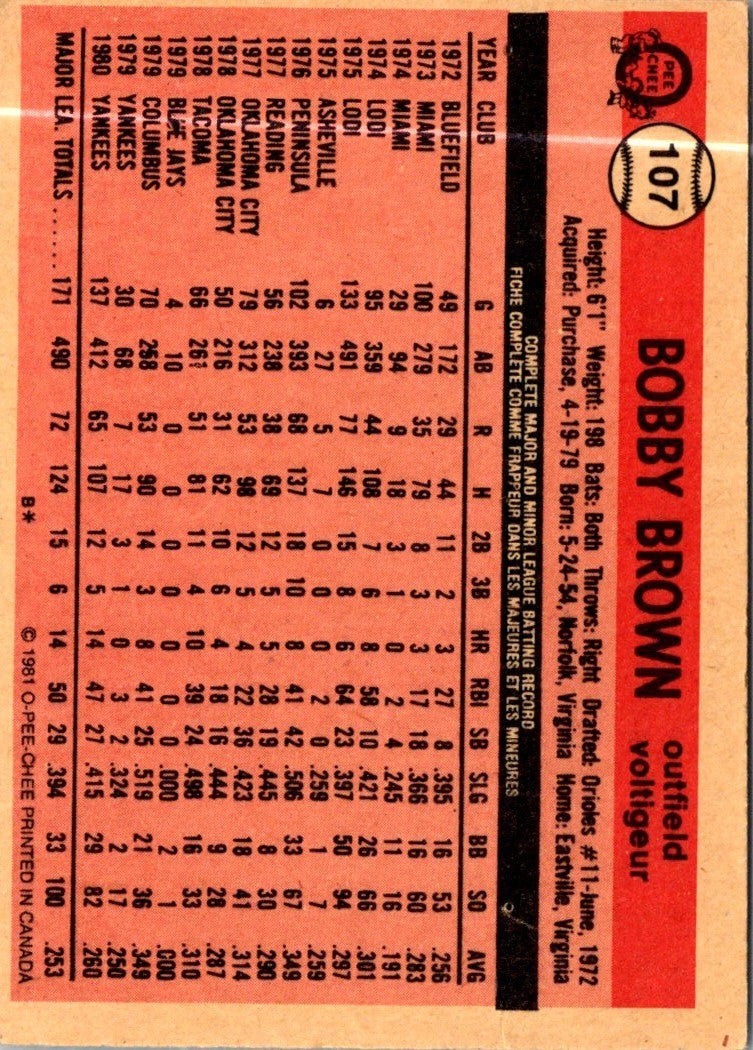 O PEE CHEE
107
BOBBY BROWN
outfield
voltigeur
Height: 6'1" Weight: 198 Bats: Both Throws: Right Drafted: Orioles #11-June, 1972
Acquired: Purchase, 4-19-79 Born: 5-24-54, Norfolk, Virginia Home: Eastville, Virginia
COMPLETE MAJOR AND MINOR LEAGUE BATTING RECORD
FICHE COMPLETE COMME FRAPPEUR DANS LES MAJEURES ET LES MINEURES
YEAR CLUB G AB R H 2B 3B HR RBI SB SLG BB SO AVG
1972 BLUEFIELD 49 172 29 44 11 2 3 27 8 .395 16 53 .256
1973 MIAMI 100 279 35 79 8 3 3 17 18 .366 16 60 .283
1974 MIAMI 29 94 9 18 3 1 0 2 4 .245 11 16 .191
1974 LODI 95 359 44 108 7 6 8 58 10 .421 26 66 .301
1975 LODI 133 491 77 146 15 8 6 64 23 .397 50 94 .297
1975 ASHEVILLE 6 27 5 7 0 0 0 2 0 .259 1 7 .259
1976 PENINSULA 102 393 68 137 18 10 8 41 42 .506 33 67 .349
1977 READING 56 238 38 69 12 5 5 28 19 .445 8 30 .290
1977 OKLAHOMA CITY 79 312 53 98 12 5 4 22 36 .423 18 41 .314
1978 OKLAHOMA CITY 50 216 31 62 10 6 4 18 16 .444 9 28 .287
1978 TACOMA 66 261 51 81 11 4 10 39 24 .498 16 33 .310
1979 BLUE JAYS 4 10 0 0 0 0 0 0 0 .000 2 1 .000
1979 COLUMBUS 70 258 53 90 14 3 8 41 25 .519 21 36 .349
1979 YANKEES 30 68 7 17 3 1 0 3 2 .324 2 17 .250
1980 YANKEES 137 412 65 107 12 5 14 47 27 .415 29 82 .260
MAJOR LEA. TOTALS ...... 171 490 72 124 15 6 14 50 29 .394 33 100 .253
B* © 1981 O-PEE-CHEE PRINTED IN CANADA